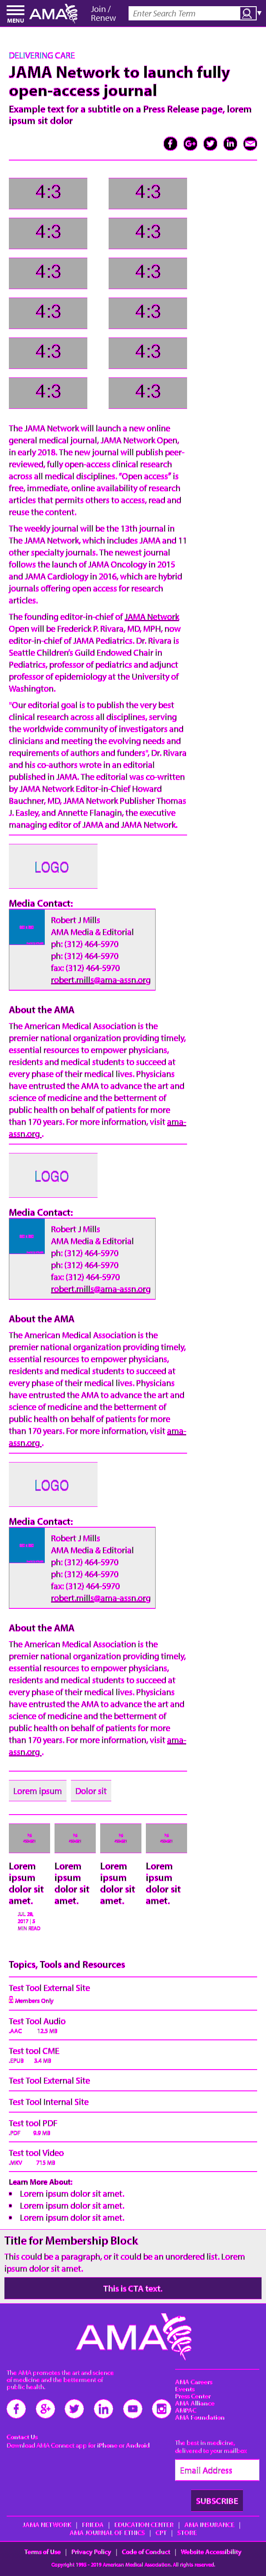 MENU
AMA
Join /
Renew
Enter Search Term
DELIVERING CARE
JAMA Network to launch fully
open-access journal
Example text for a subtitle on a Press Release page, lorem
ipsum sit dolor
4:3 4:3
4:3 4:3
4:3 4:3
4:3 4:3
4:3 4:3
4:3 4:3
The JAMA Network will launch a new online
general medical journal, JAMA Network Open,
in early 2018. The new journal will publish peer-
reviewed, fully open-access clinical research
across all medical disciplines. "Open access" is
free, immediate, online availability of research
articles that permits others to access, read and
reuse the content.
The weekly journal will be the 13th journal in
The JAMA Network, which includes JAMA and 11
other specialty journals. The newest journal
follows the launch of JAMA Oncology in 2015
and JAMA Cardiology in 2016, which are hybrid
journals offering open access for research
articles.
The founding editor-in-chief of JAMA Network
Open will be Frederick P. Rivara, MD, MPH, now
editor-in-chief of JAMA Pediatrics. Dr. Rivara is
Seattle Children's Guild Endowed Chair in
Pediatrics, professor of pediatrics and adjunct
professor of epidemiology at the University of
Washington.
"Our editorial goal is to publish the very best
clinical research across all disciplines, serving
the worldwide community of investigators and
clinicians and meeting the evolving needs and
requirements of authors and funders", Dr. Rivara
and his co-authors wrote in an editorial
published in JAMA. The editorial was co-written
by JAMA Network Editor-in-Chief Howard
Bauchner, MD, JAMA Network Publisher Thomas
J. Easley, and Annette Flanagin, the executive
managing editor of JAMA and JAMA Network.
LOGO
Media Contact:
Robert J Mills
AMA Media & Editorial
ph: (312) 464-5970
ph: (312) 464-5970
fax: (312) 464-5970
robert.mills@ama-assn.org
About the AMA
The American Medical Association is the
premier national organization providing timely,
essential resources to empower physicians,
residents and medical students to succeed at
every phase of their medical lives. Physicians
have entrusted the AMA to advance the art and
science of medicine and the betterment of
public health on behalf of patients for more
than 170 years. For more information, visit ama-
assn.org .
LOGO
Media Contact:
Robert J Mills
AMA Media & Editorial
ph: (312) 464-5970
ph: (312) 464-5970
fax: (312) 464-5970
robert.mills@ama-assn.org
About the AMA
The American Medical Association is the
premier national organization providing timely,
essential resources to empower physicians,
residents and medical students to succeed at
every phase of their medical lives. Physicians
have entrusted the AMA to advance the art and
science of medicine and the betterment of
public health on behalf of patients for more
than 170 years. For more information, visit ama-
assn.org .
LOGO
Media Contact:
Robert J Mills
AMA Media & Editorial
ph: (312) 464-5970
ph: (312) 464-5970
fax: (312) 464-5970
robert.mills@ama-assn.org
About the AMA
The American Medical Association is the
premier national organization providing timely,
essential resources to empower physicians,
residents and medical students to succeed at
every phase of their medical lives. Physicians
have entrusted the AMA to advance the art and
science of medicine and the betterment of
public health on behalf of patients for more
than 170 years. For more information, visit ama-
assn.org .
Lorem ipsum Dolor sit
Lorem ipsum dolor sit amet.
Lorem ipsum dolor sit amet.
Lorem ipsum dolor sit amet.
Lorem ipsum dolor sit amet.
JUL 28,
2017 | 5
MIN READ
Topics, Tools and Resources
Test Tool External Site
Members Only
Test Tool Audio
.AAC 12.3 MB
Test tool CME
.EPUB 3.4 MB
Test Tool External Site
Test Tool Internal Site
Test tool PDF
.PDF 9.9 MB
Test tool Video
.MKV 713 MB
Learn More About:
Lorem ipsum dolor sit amet.
Lorem ipsum dolor sit amet.
Lorem ipsum dolor sit amet.
Title for Membership Block
This could be a paragraph, or it could be an unordered list. Lorem
ipsum dolor sit amet.
This is CTA text.
AMA
The AMA promotes the art and science
of medicine and the betterment of
public health.
AMA Careers
Events
Press Center
AMA Alliance
AMPAC
AMA Foundation
Contact Us
Download AMA Connect app for iPhone or Android
The best in medicine,
delivered to your mailbox
Email Address
SUBSCRIBE
JAMA NETWORK | FREIDA | EDUCATION CENTER | AMA INSURANCE |
AMA JOURNAL OF ETHICS | CPT | STORE
Terms of Use | Privacy Policy | Code of Conduct | Website Accessibility
Copyright 1995 - 2019 American Medical Association. All rights reserved.